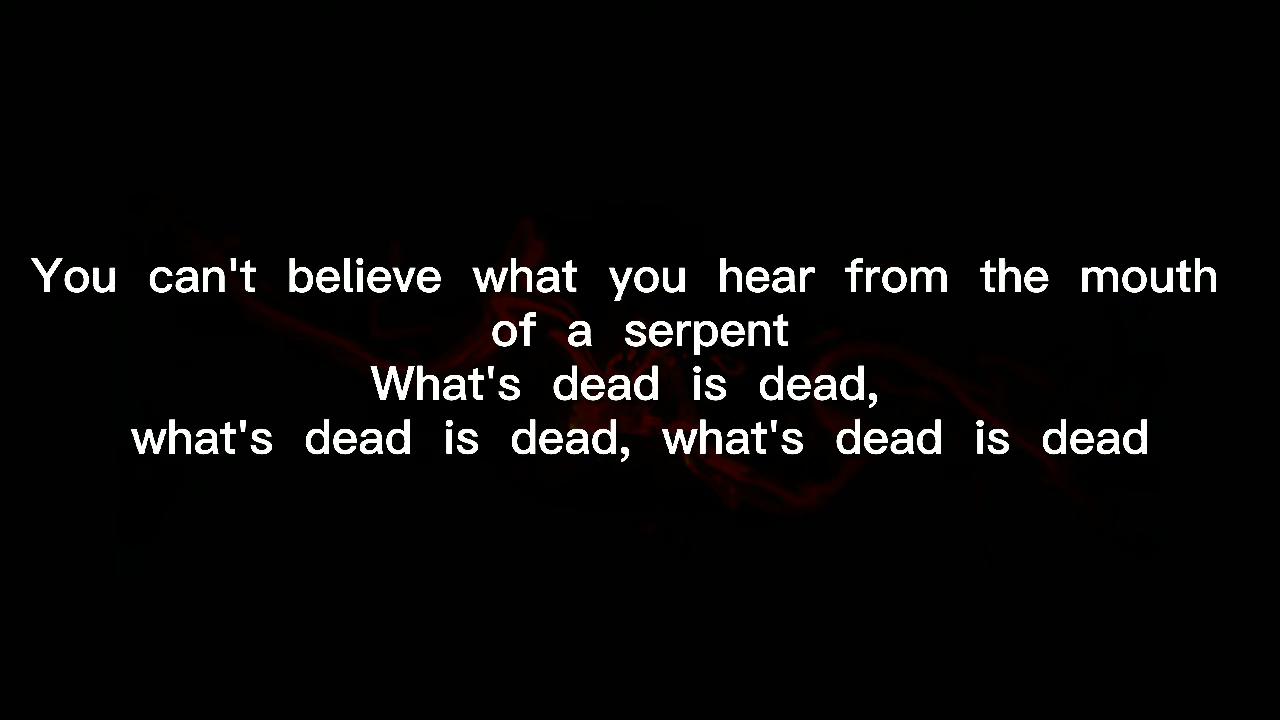 You can't believe what you hear from the mouth
of a serpent
What's dead is dead,
what's dead is dead, what's dead is dead